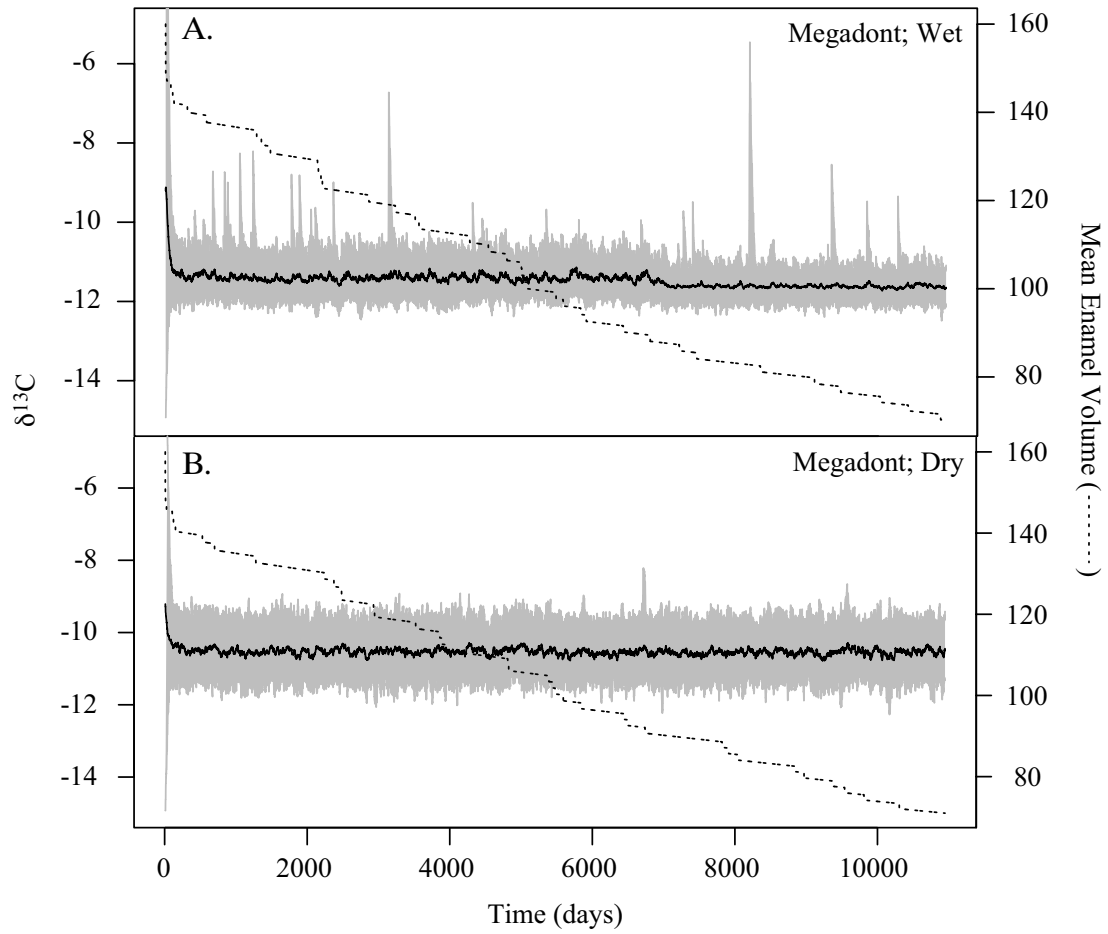 A.
Megadont; Wet
-6
-8
-10
-12
-14
160
140
120
100
80
B.
Megadont; Dry
-6
-8
-10
-12
-14
160
140
120
100
80
δ13C
Mean Enamel Volume (--------)
0 2000 4000 6000 8000 10000
Time (days)